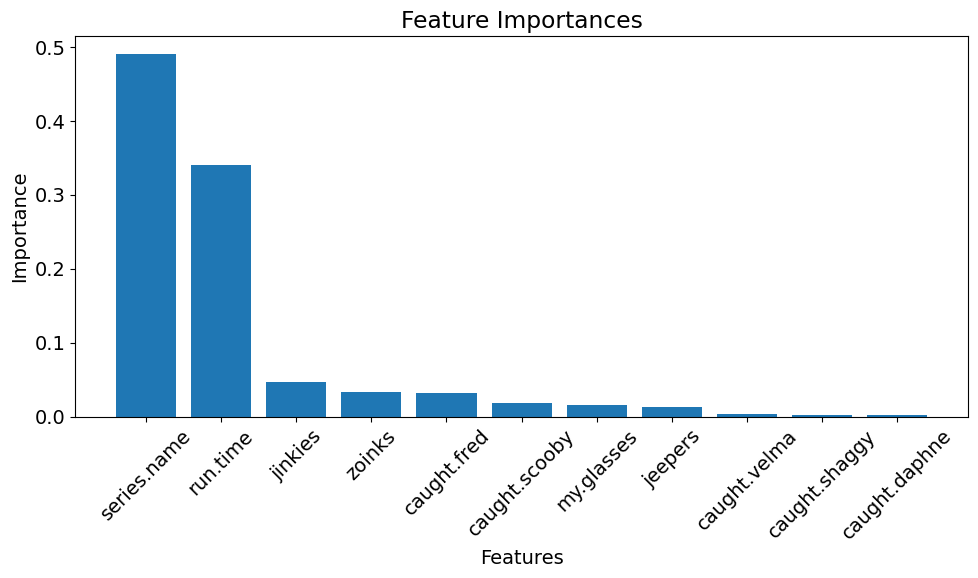 Feature Importances
Importance
0.5
0.4
0.3
0.2
0.1
0.0
series.name
run.time
jinkies
zoinks
caught.fred
caught.scooby
my.glasses
jeepers
caught.velma
caught.shaggy
caught.daphne
Features